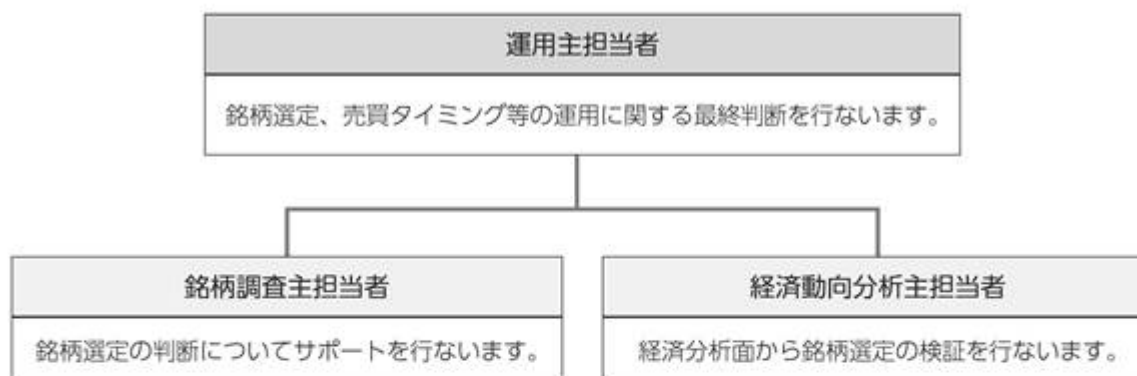 運用主担当者
銘柄選定、売買タイミング等の運用に関する最終判断を行ないます。
銘柄調査主担当者
銘柄選定の判断についてサポートを行ないます。
経済動向分析主担当者
経済分析面から銘柄選定の検証を行ないます。